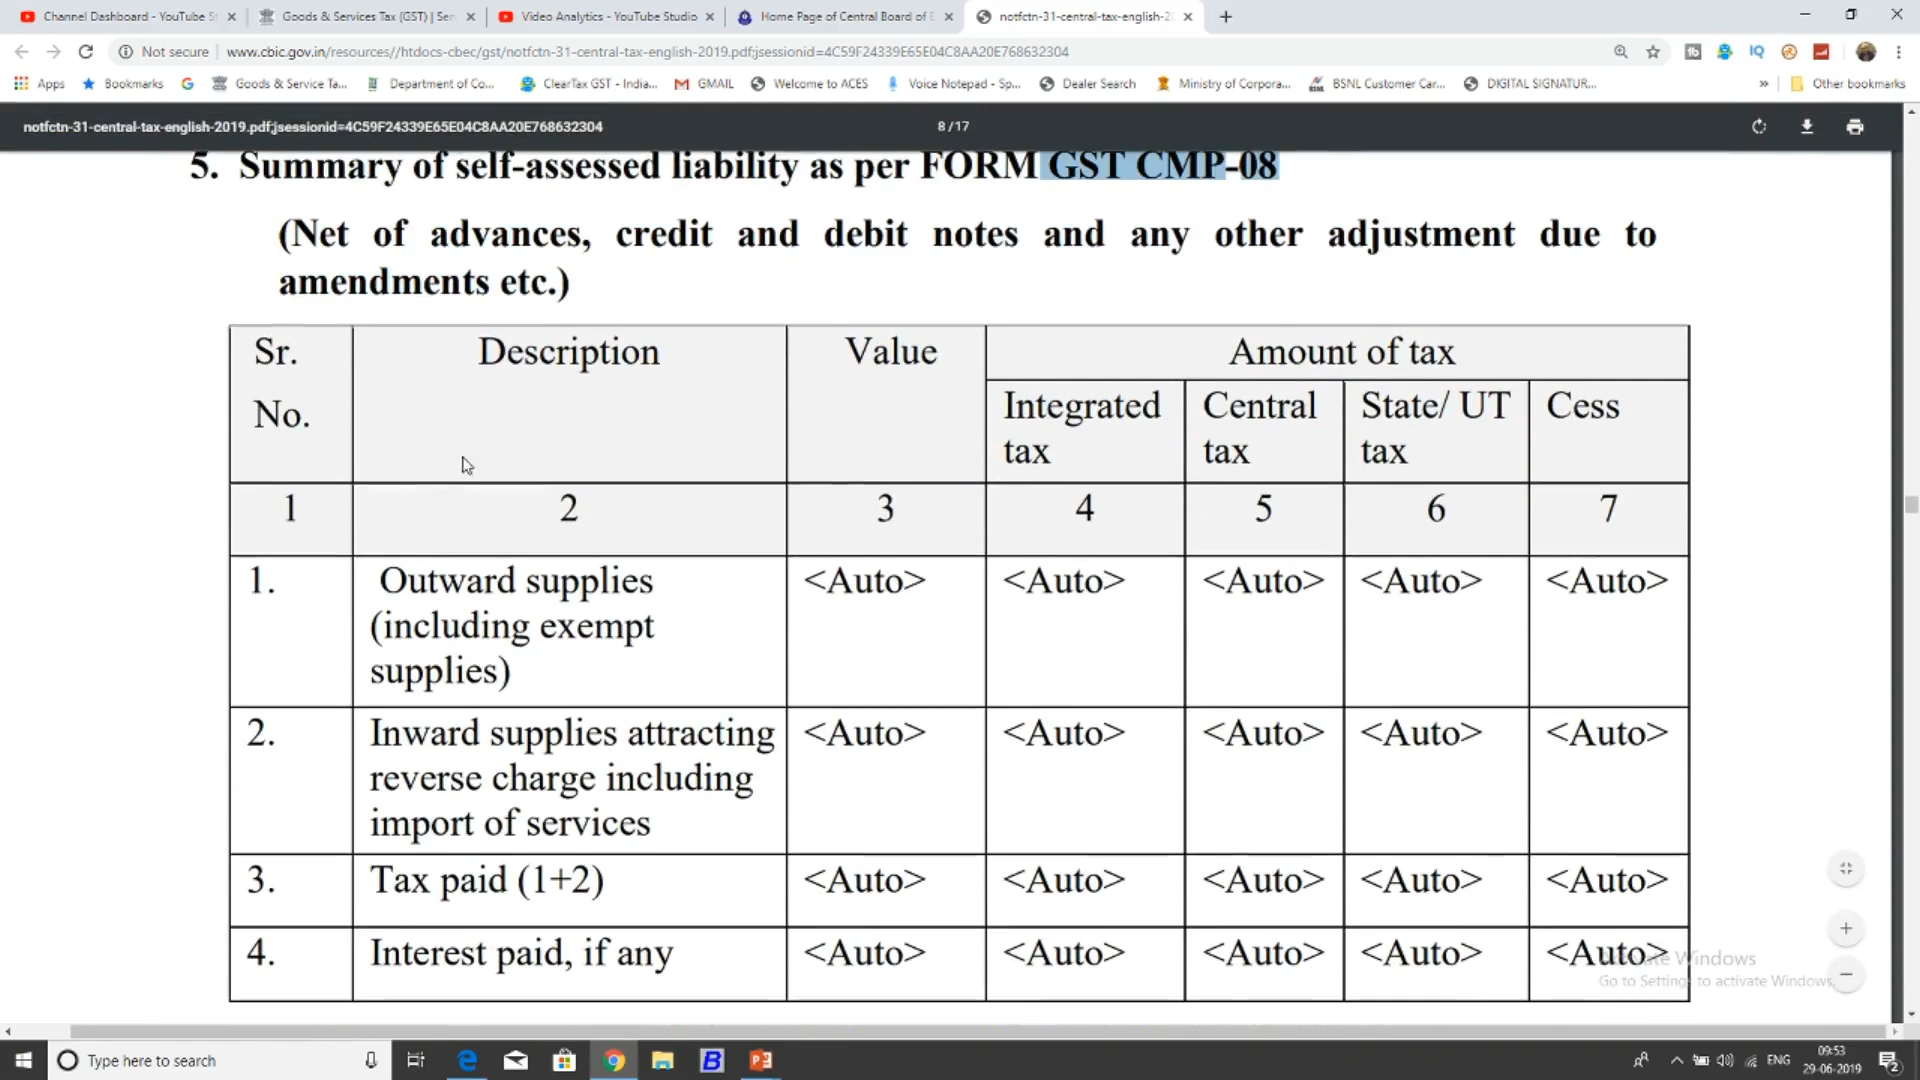 Channel Dashboard - YouTube S
Goods & Services Tax (GST) | Ser
Video Analytics - YouTube Studio
Home Page of Central Board of E
notfctn-31-central-tax-english-2
Not secure | www.cbic.gov.in/resources//htdocs-cbec/gst/notfctn-31-central-tax-english-2019.pdf;jsessionid=4C59F24339E65E04C8AA20E768632304
Apps Bookmarks Goods & Service Ta... Department of Co... ClearTax GST - India... GMAIL Welcome to ACES Voice Notepad - Sp... Dealer Search Ministry of Corpora... BSNL Customer Car... DIGITAL SIGNATUR... » Other bookmarks
notfctn-31-central-tax-english-2019.pdf;jsessionid=4C59F24339E65E04C8AA20E768632304 8 / 17
5. Summary of self-assessed liability as per FORM GST CMP-08
(Net of advances, credit and debit notes and any other adjustment due to
amendments etc.)
Sr. No. Description Value Amount of tax
Integrated tax Central tax State/ UT tax Cess
1 2 3 4 5 6 7
1. Outward supplies (including exempt supplies) <Auto> <Auto> <Auto> <Auto> <Auto>
2. Inward supplies attracting reverse charge including import of services <Auto> <Auto> <Auto> <Auto> <Auto>
3. Tax paid (1+2) <Auto> <Auto> <Auto> <Auto> <Auto>
4. Interest paid, if any <Auto> <Auto> <Auto> <Auto> <Auto>
Activate Windows
Go to Settings to activate Windows.
Type here to search
ENG
09:53
29-06-2019
2